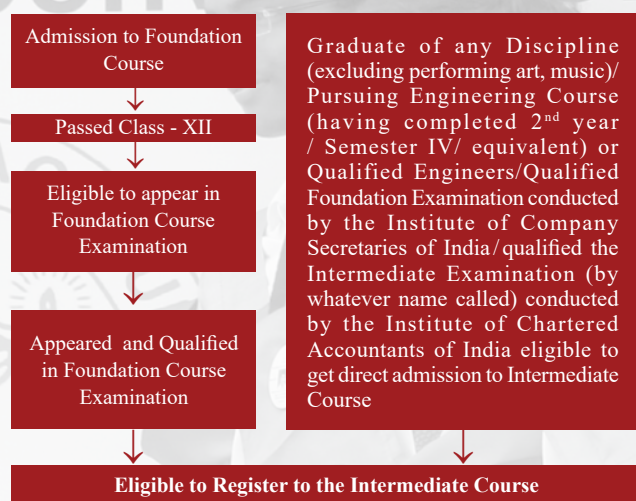 Admission to Foundation
Course
Passed Class - XII
Eligible to appear in
Foundation Course
Examination
Appeared and Qualified
in Foundation Course
Examination
Graduate of any Discipline
(excluding performing art, music)/
Pursuing Engineering Course
(having completed 2nd year
/ Semester IV/ equivalent) or
Qualified Engineers/Qualified
Foundation Examination conducted
by the Institute of Company
Secretaries of India/qualified the
Intermediate Examination (by
whatever name called) conducted
by the Institute of Chartered
Accountants of India eligible to
get direct admission to Intermediate
Course
Eligible to Register to the Intermediate Course